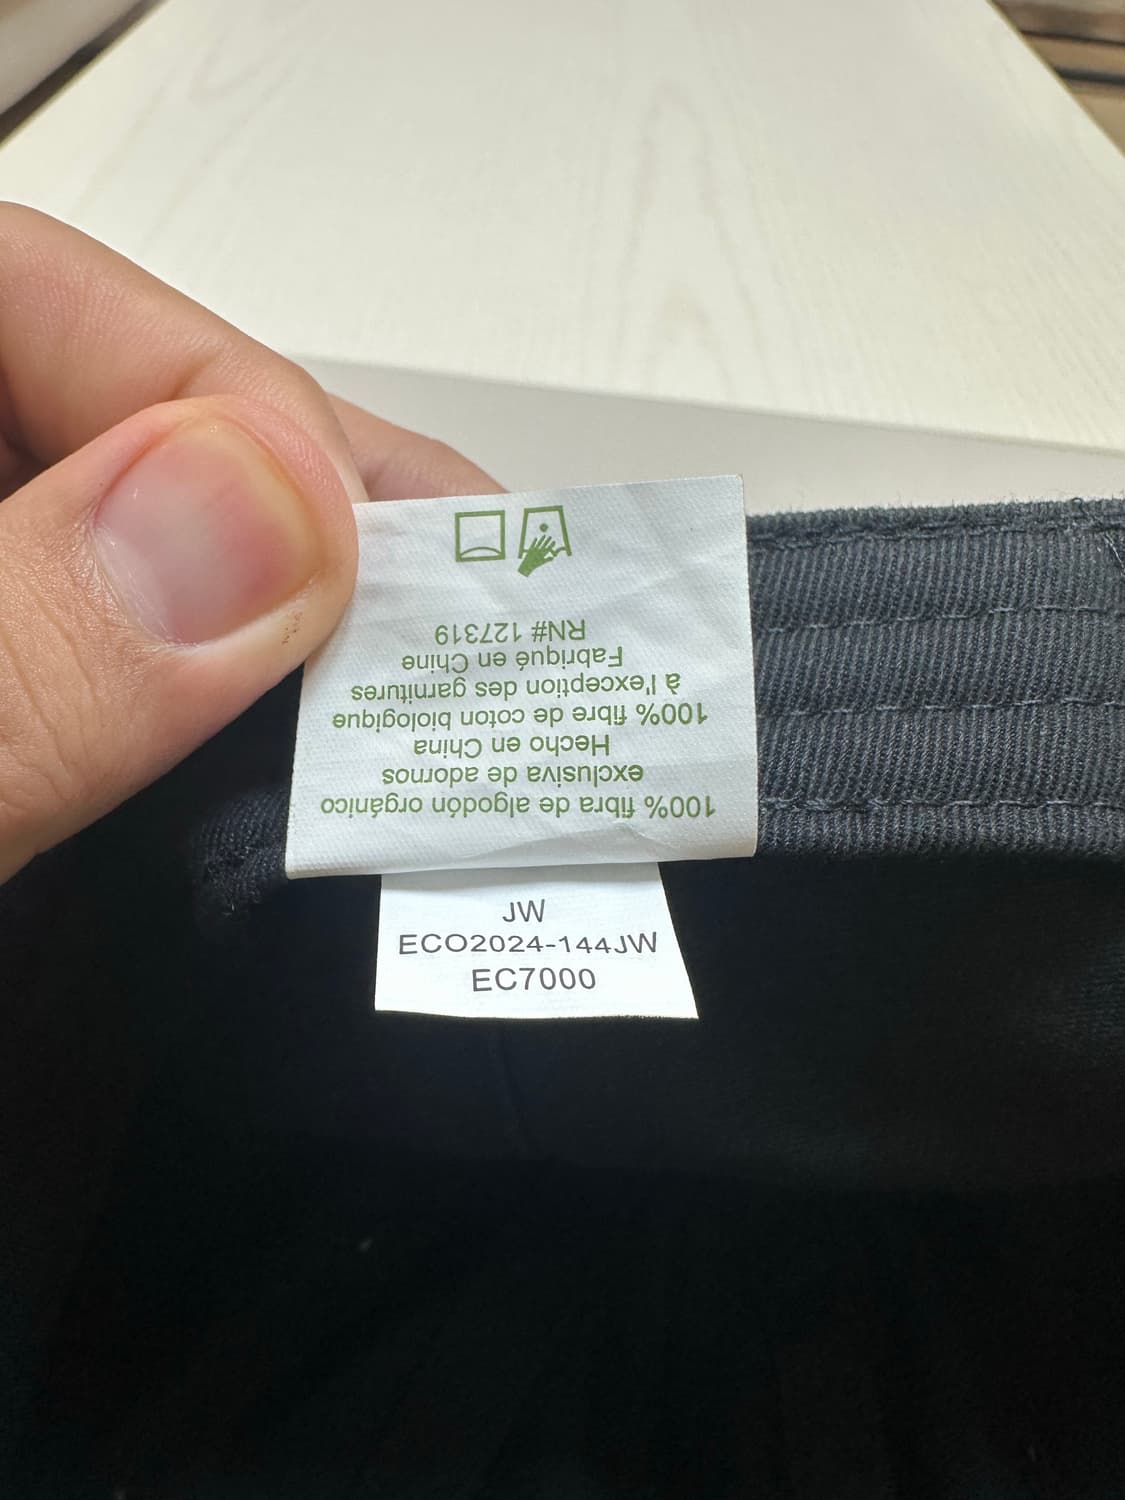 100% fibra de algodón orgánico
exclusiva de adornos
Hecho en China
100% fibre de coton biologique
à l'exception des garnitures
Fabriqué en Chine
RN# 127319
JW
ECO2024-144JW
EC7000